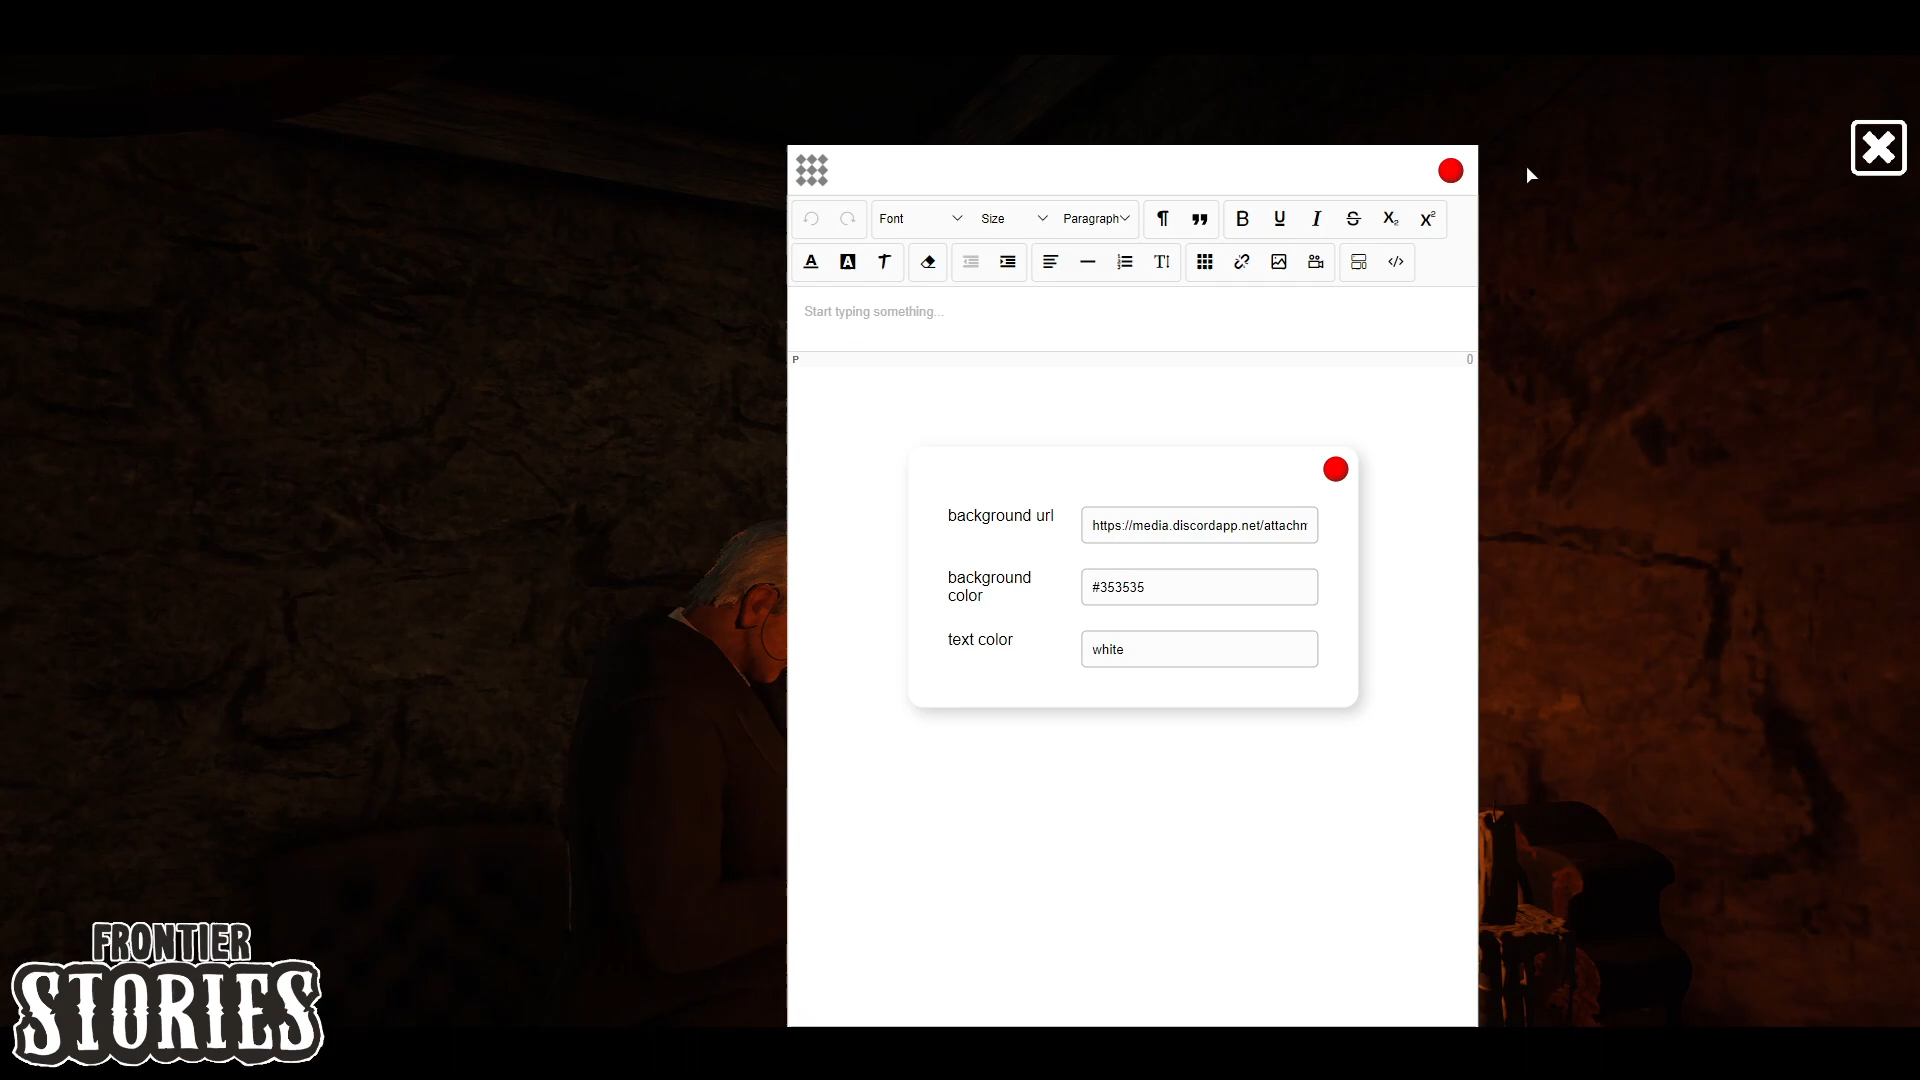 Font Size Paragraph
Start typing something...
P 0
background url https://media.discordapp.net/attachm
background
color
#353535
text color white
FRONTIER
STORIES